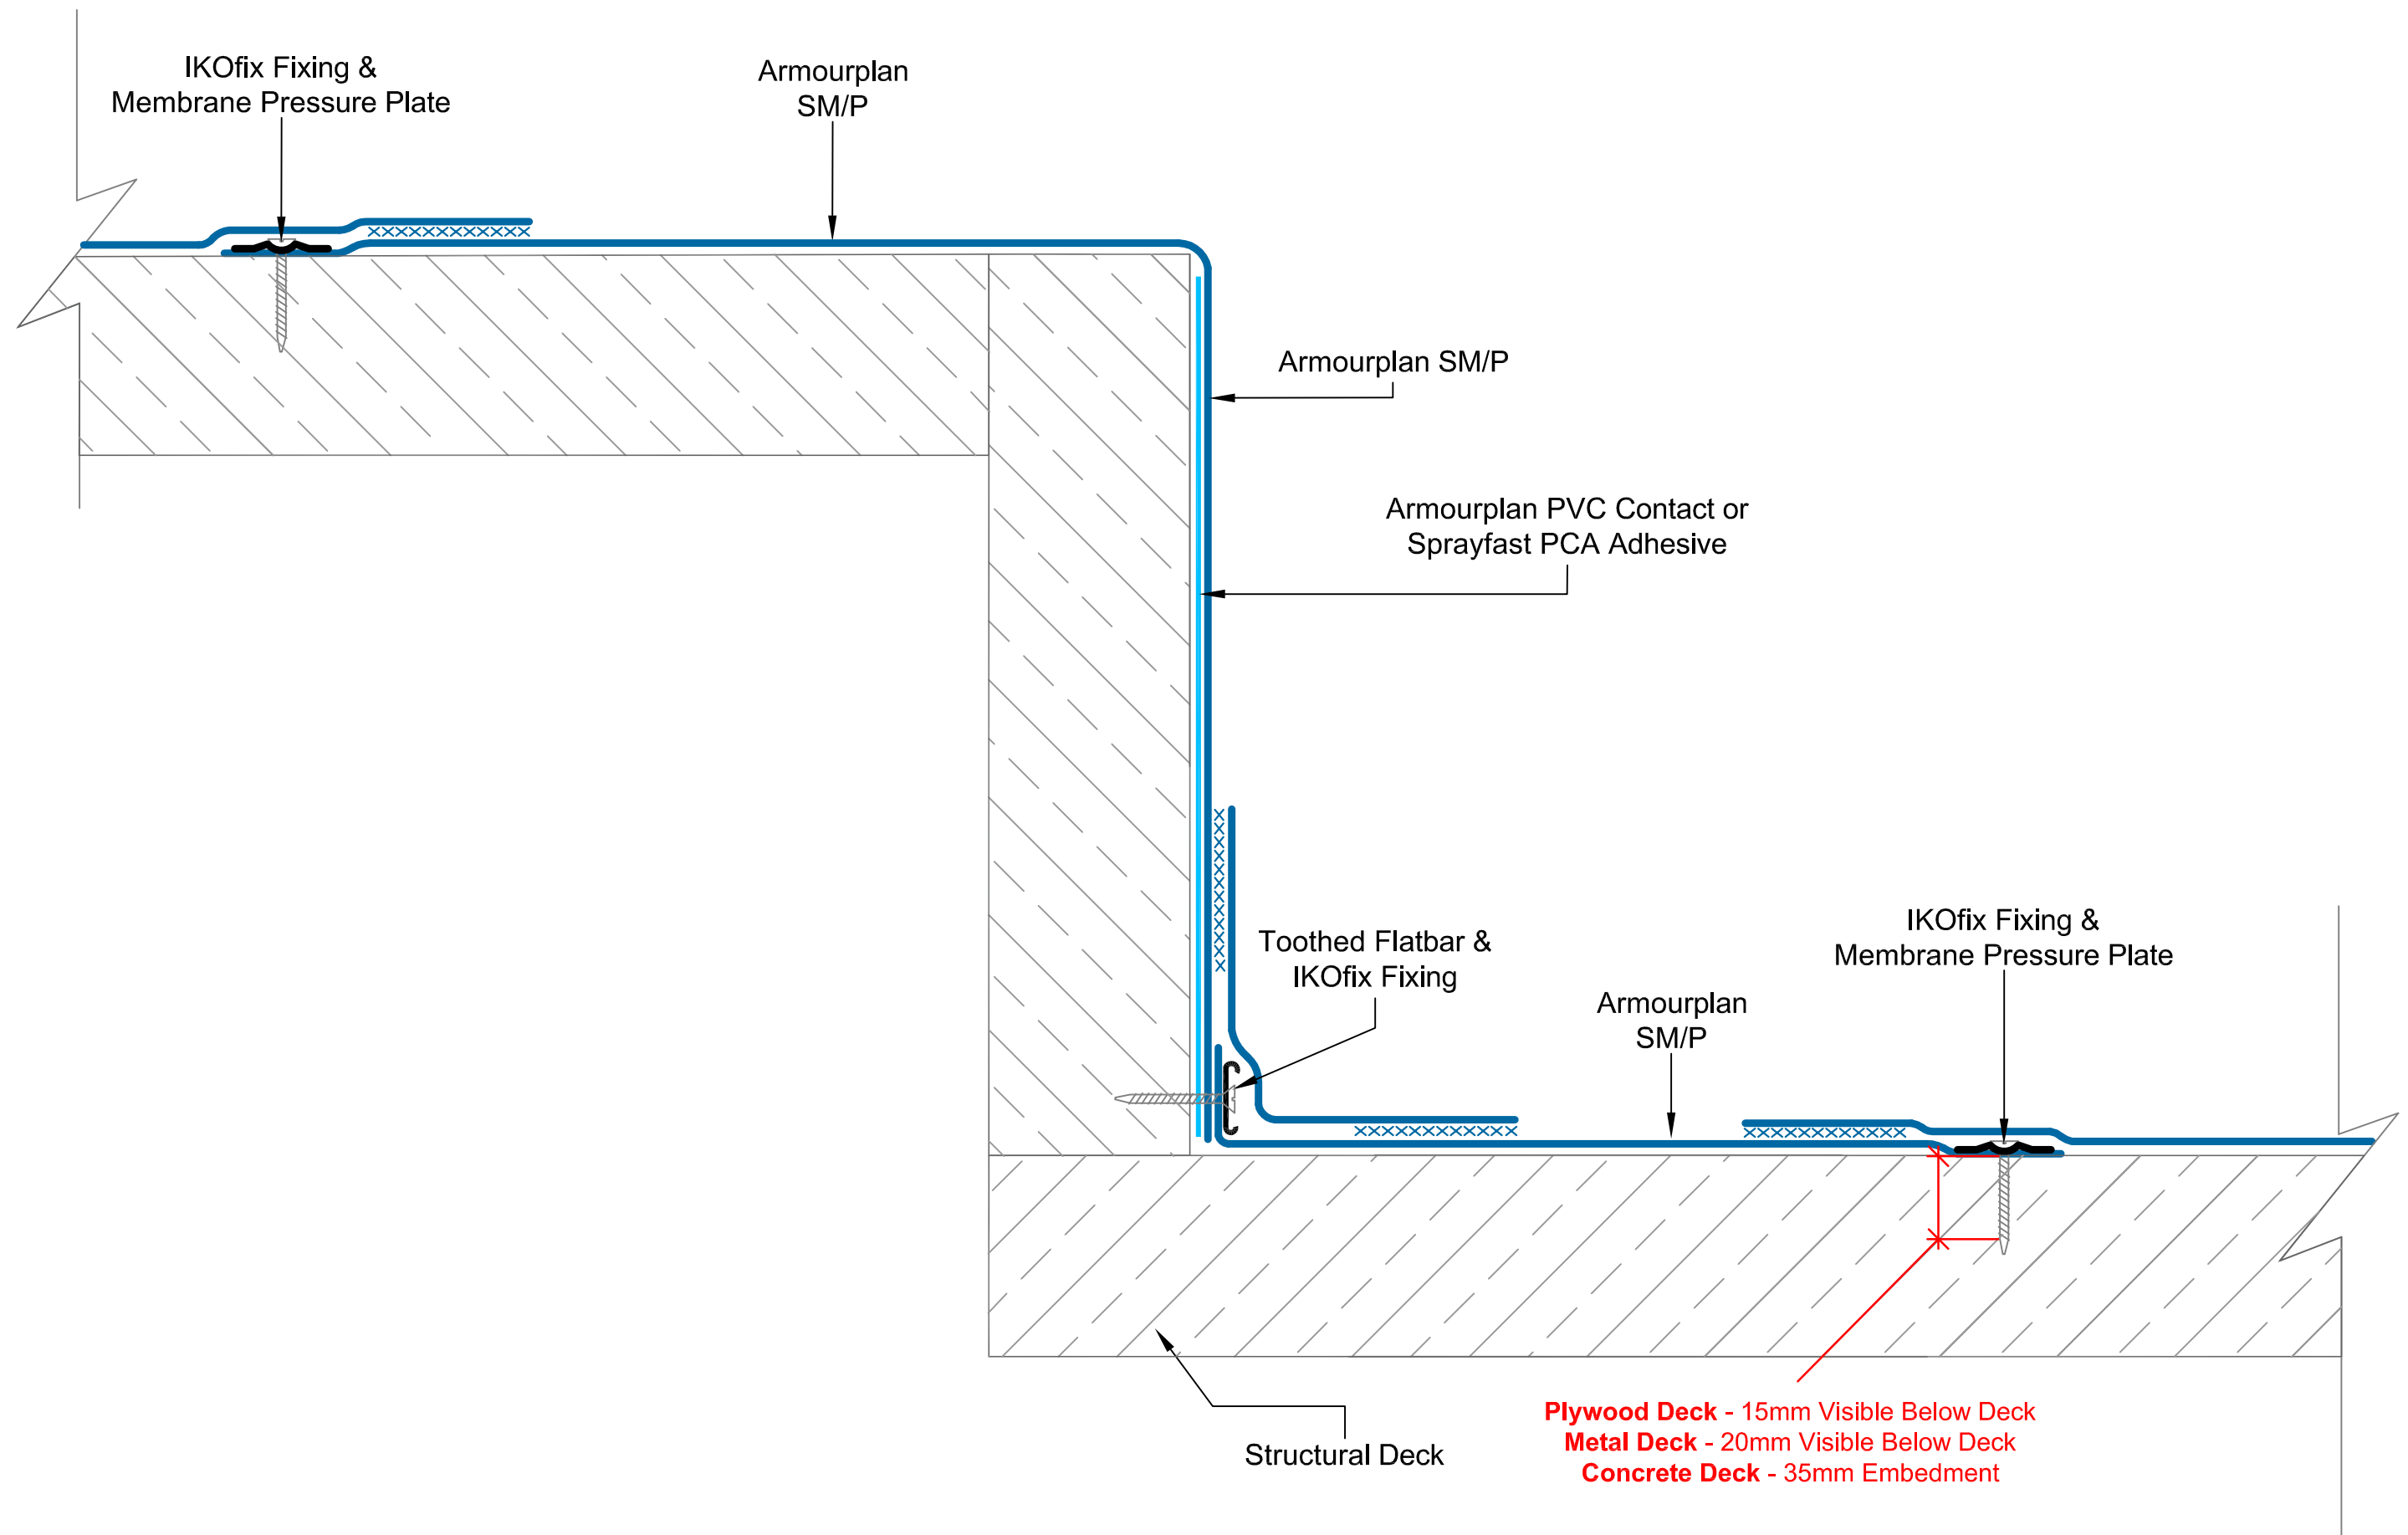 IKOfix Fixing &
Membrane Pressure Plate
Armourplan
SM/P
Armourplan SM/P
Armourplan PVC Contact or
Sprayfast PCA Adhesive
Toothed Flatbar &
IKOfix Fixing
IKOfix Fixing &
Membrane Pressure Plate
Armourplan
SM/P
Structural Deck
Plywood Deck - 15mm Visible Below Deck
Metal Deck - 20mm Visible Below Deck
Concrete Deck - 35mm Embedment